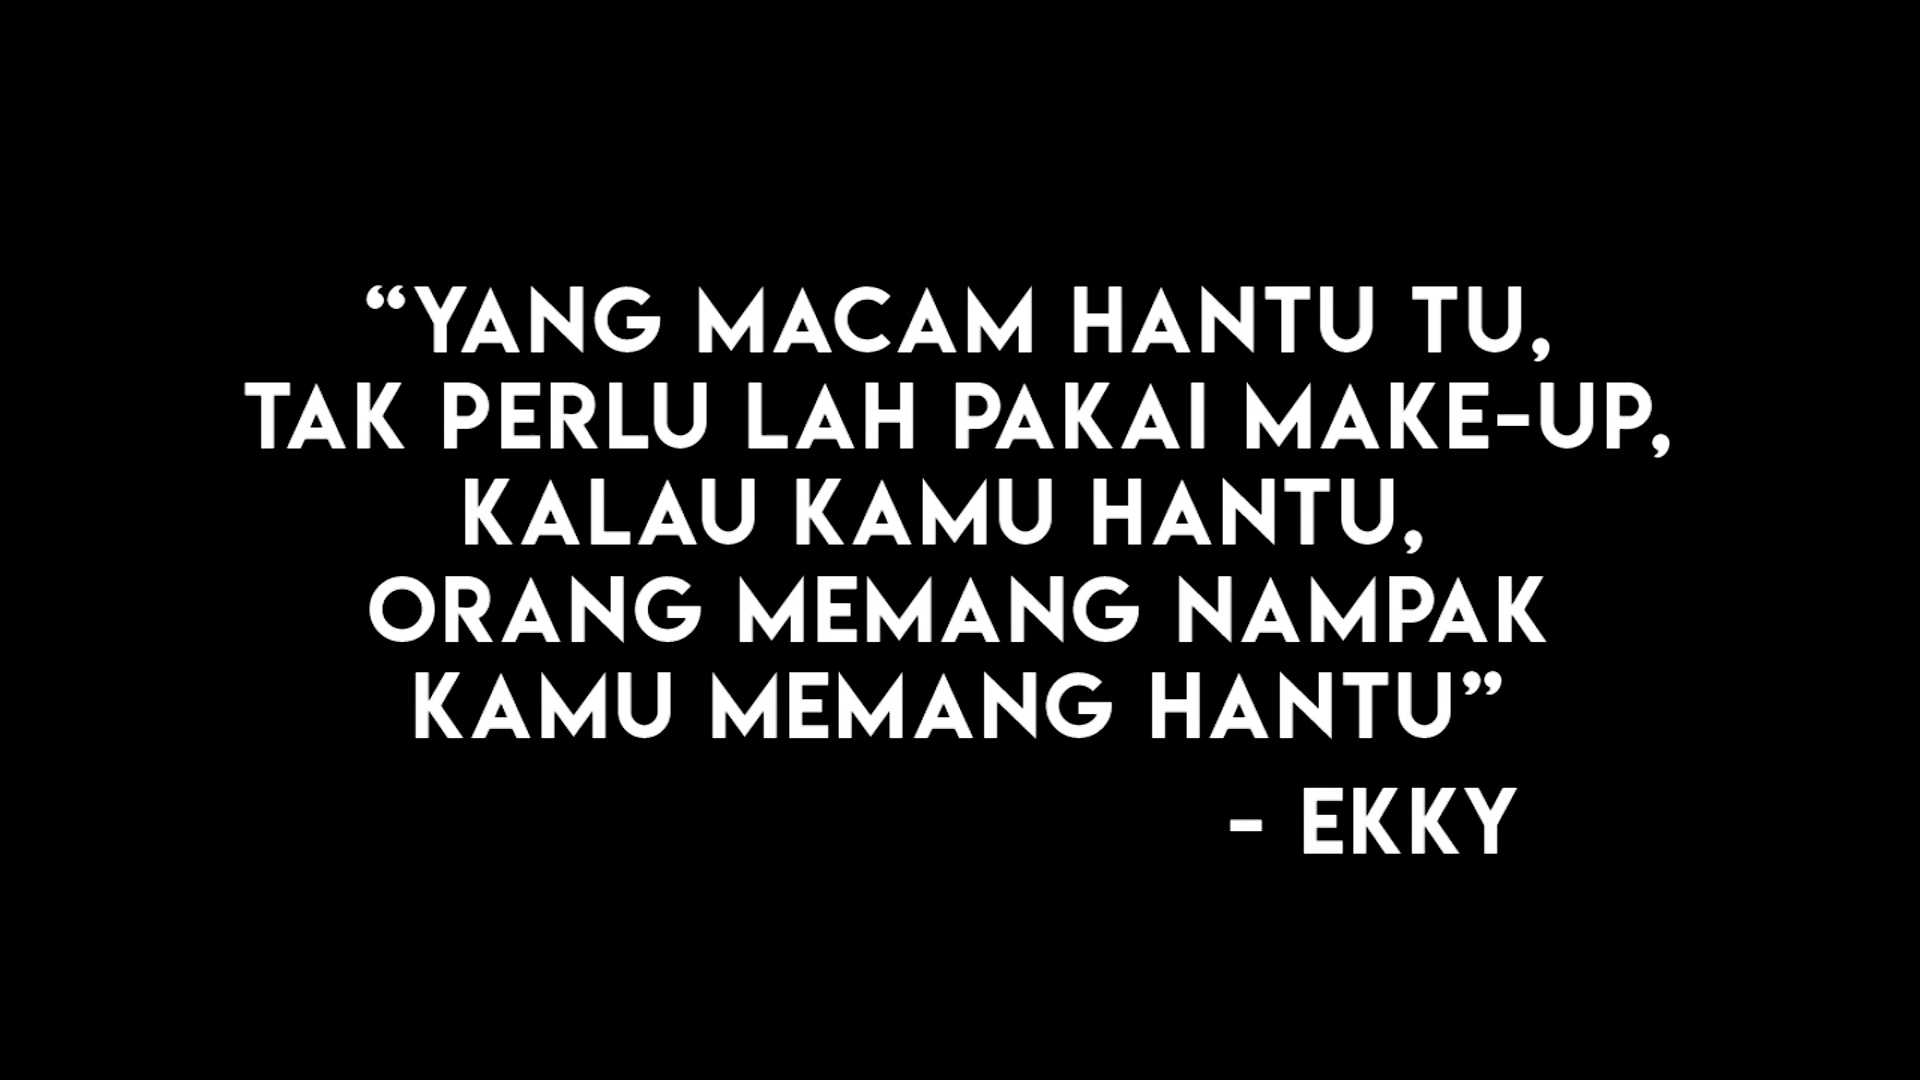 “YANG MACAM HANTU TU,
TAK PERLU LAH PAKAI MAKE-UP,
KALAU KAMU HANTU,
ORANG MEMANG NAMPAK
KAMU MEMANG HANTU”
- EKKY